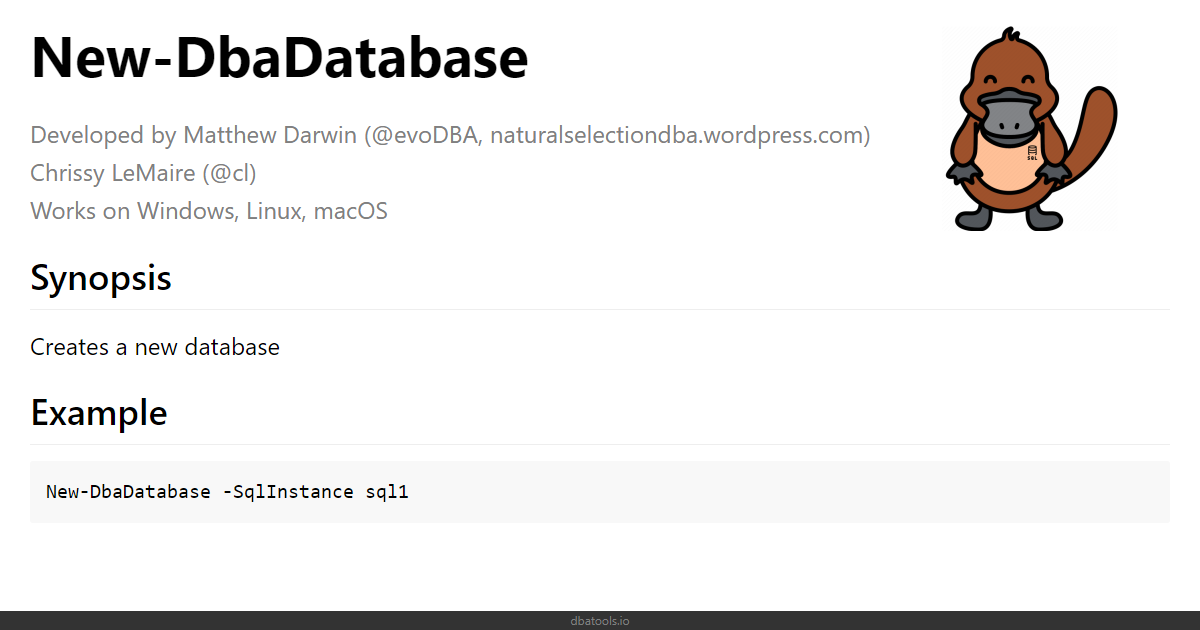 New-DbaDatabase
Developed by Matthew Darwin (@evoDBA, naturalselectiondba.wordpress.com)
Chrissy LeMaire (@cl)
Works on Windows, Linux, macOS
SQL
Synopsis
Creates a new database
Example
New-DbaDatabase -SqlInstance sql1
dbatools.io